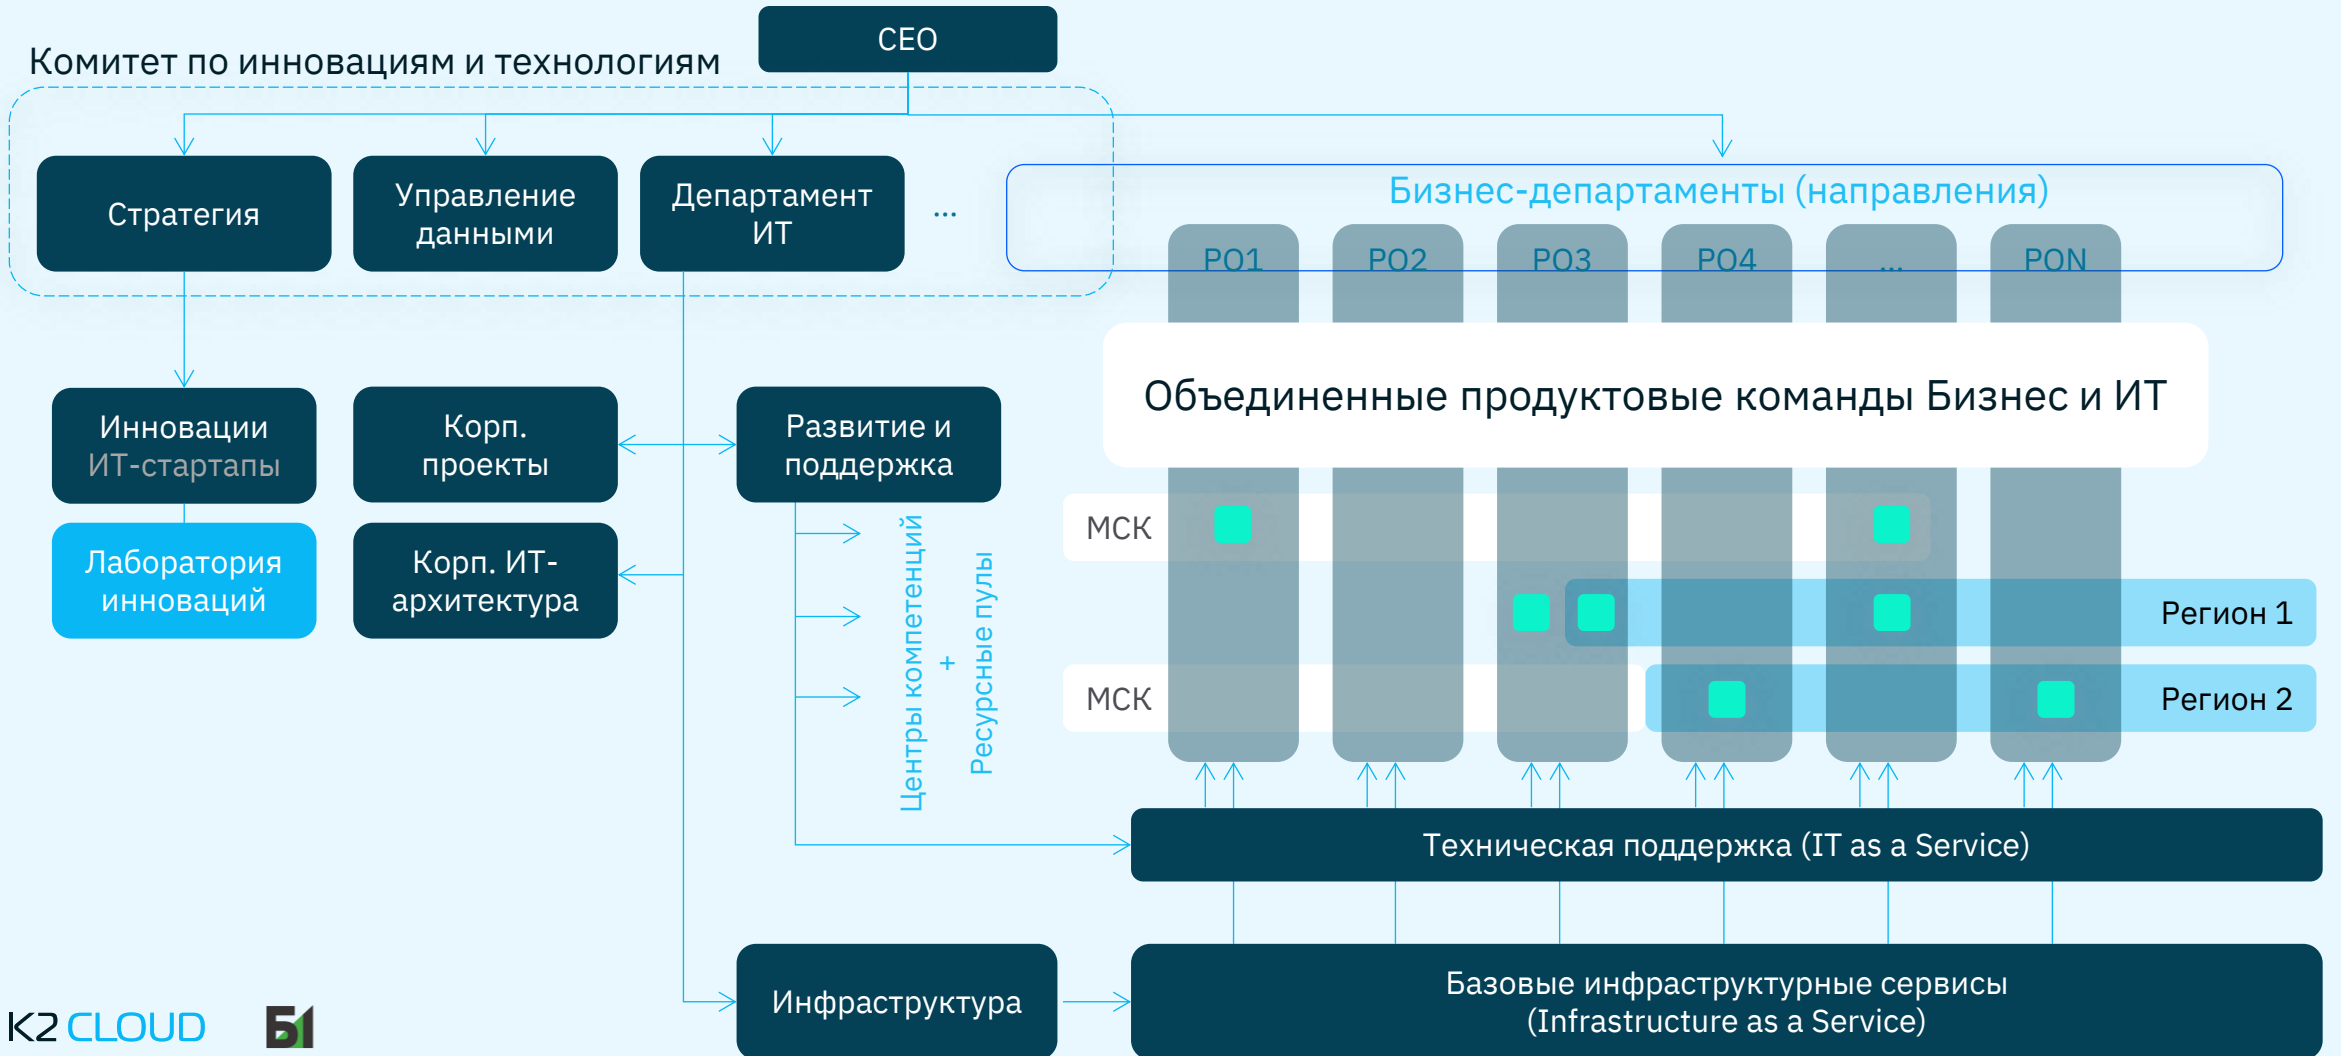 CEO
Комитет по инновациям и технологиям
Стратегия
Управление
данными
Департамент
ИТ
...
Бизнес-департаменты (направления)
PO1
PO2
PO3
PO4
...
PON
Объединенные продуктовые команды Бизнес и ИТ
Инновации
ИТ-стартапы
Корп.
проекты
Развитие и
поддержка
Лаборатория
инноваций
Корп. ИТ-
архитектура
Центры компетенций
+
Ресурсные пулы
МСК
Регион 1
МСК
Регион 2
Техническая поддержка (IT as a Service)
Инфраструктура
Базовые инфраструктурные сервисы
(Infrastructure as a Service)
K2 CLOUD
Б1